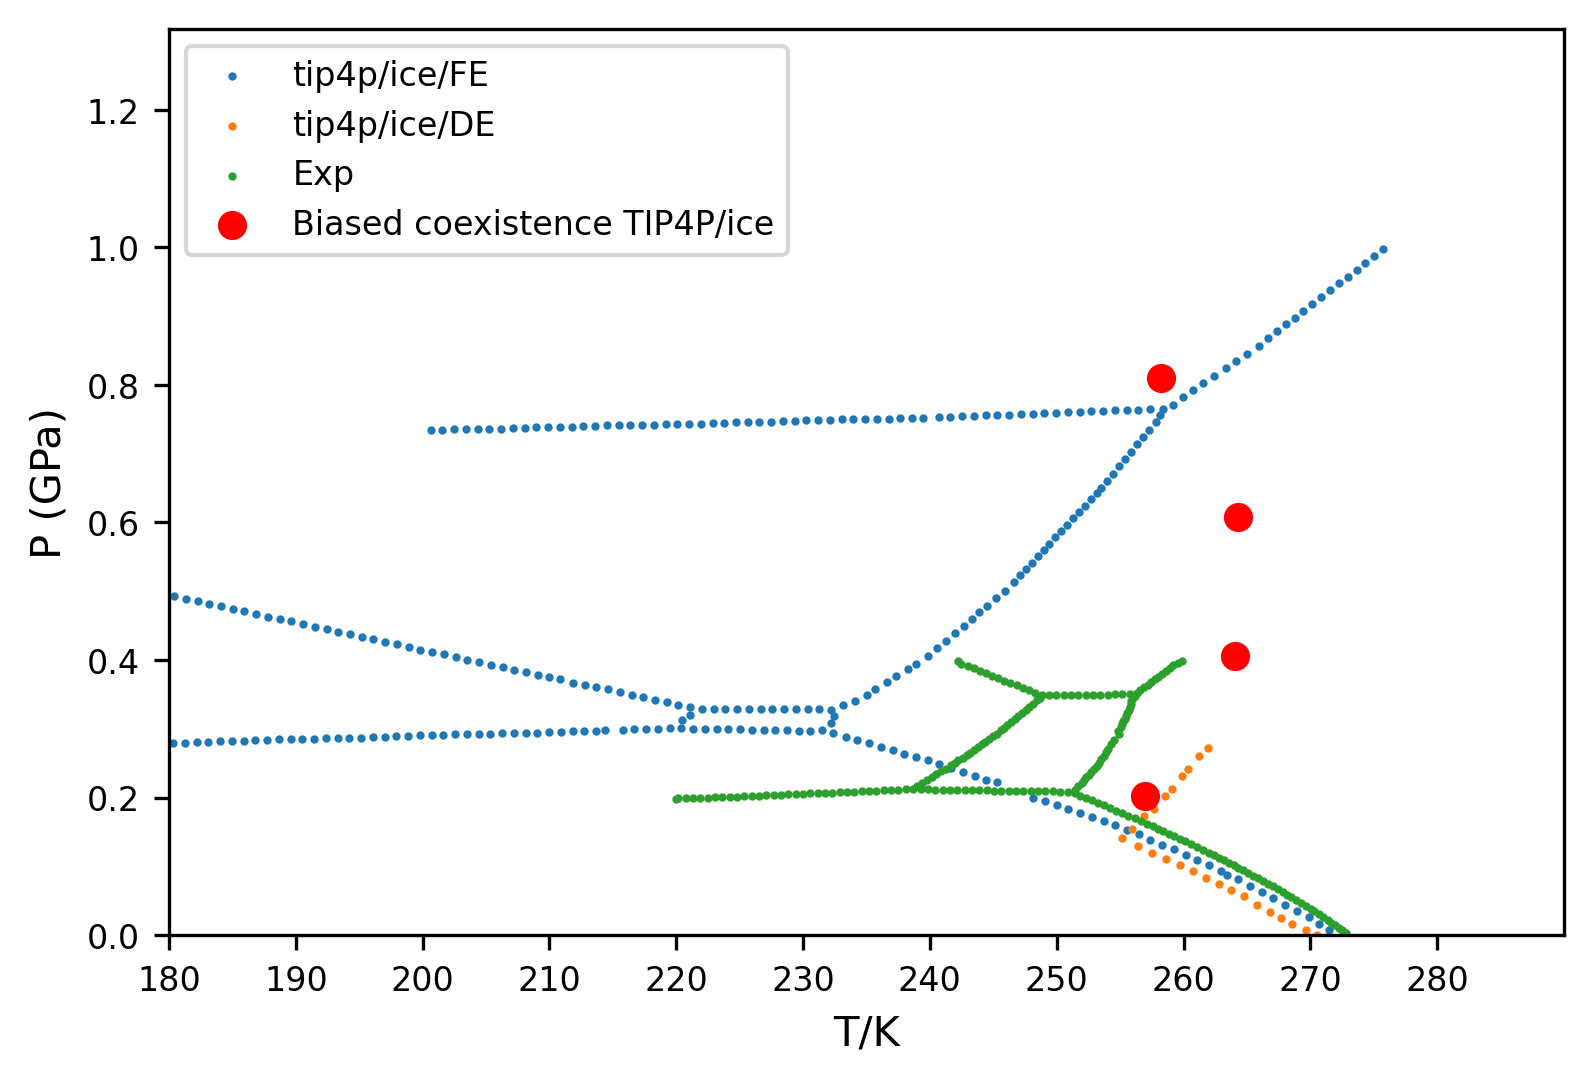 tip4p/ice/FE
tip4p/ice/DE
Exp
Biased coexistence TIP4P/ice
P (GPa)
1.2
1.0
0.8
0.6
0.4
0.2
0.0
180 190 200 210 220 230 240 250 260 270 280
T/K